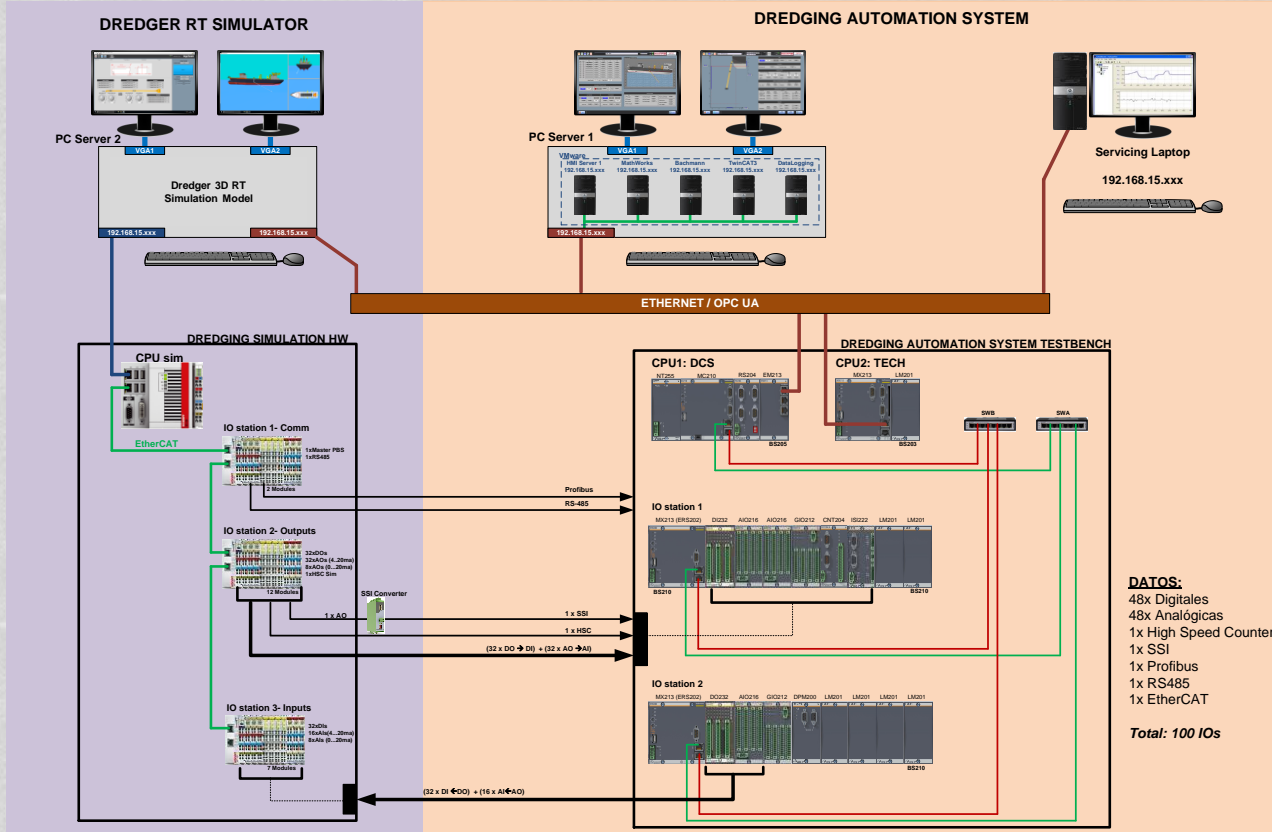 DREDGER RT SIMULATOR
DREDGING AUTOMATION SYSTEM
PC Server 2
VGA1
VGA2
Dredger 3D RT
Simulation Model
192.168.15.xxx
192.168.15.xxx
PC Server 1
VGA1
VGA2
VMware
HMI Server 1
192.168.15.xxx
MathWorks
192.168.15.xxx
Bachmann
192.168.15.xxx
TwinCAT3
192.168.15.xxx
DataLogging
192.168.15.xxx
192.168.15.xxx
Servicing Laptop
192.168.15.xxx
ETHERNET / OPC UA
DREDGING SIMULATION HW
CPU sim
EtherCAT
IO station 1- Comm
1xMaster PBS
1xRS485
2 Modules
Profibus
RS-485
IO station 2- Outputs
32xDOs
32xAOs (4..20ma)
8xAOs (0...20ma)
1xHSC Sim
12 Modules
SSI Converter
1 x AO
1 x SSI
1 x HSC
(32 x DO → DI) + (32 x AO →AI)
IO station 3- Inputs
32xDIs
16xAIs(4...20ma)
8xAIs (0...20ma)
7 Modules
(32 x DI ←DO) + (16 x AI←AO)
DREDGING AUTOMATION SYSTEM TESTBENCH
CPU1: DCS
NT255 MC210 RS204 EM213
BS205
CPU2: TECH
MX213 LM201
BS203
SWB
SWA
IO station 1
MX213 (ERS202) DI232 AIO216 AIO216 GIO212 CNT204 ISI222 LM201 LM201
BS210
BS210
IO station 2
MX213 (ERS202) DO232 AIO216 GIO212 DPM200 LM201 LM201 LM201 LM201
BS210
DATOS:
48x Digitales
48x Analógicas
1x High Speed Counter
1x SSI
1x Profibus
1x RS485
1x EtherCAT
Total: 100 IOs